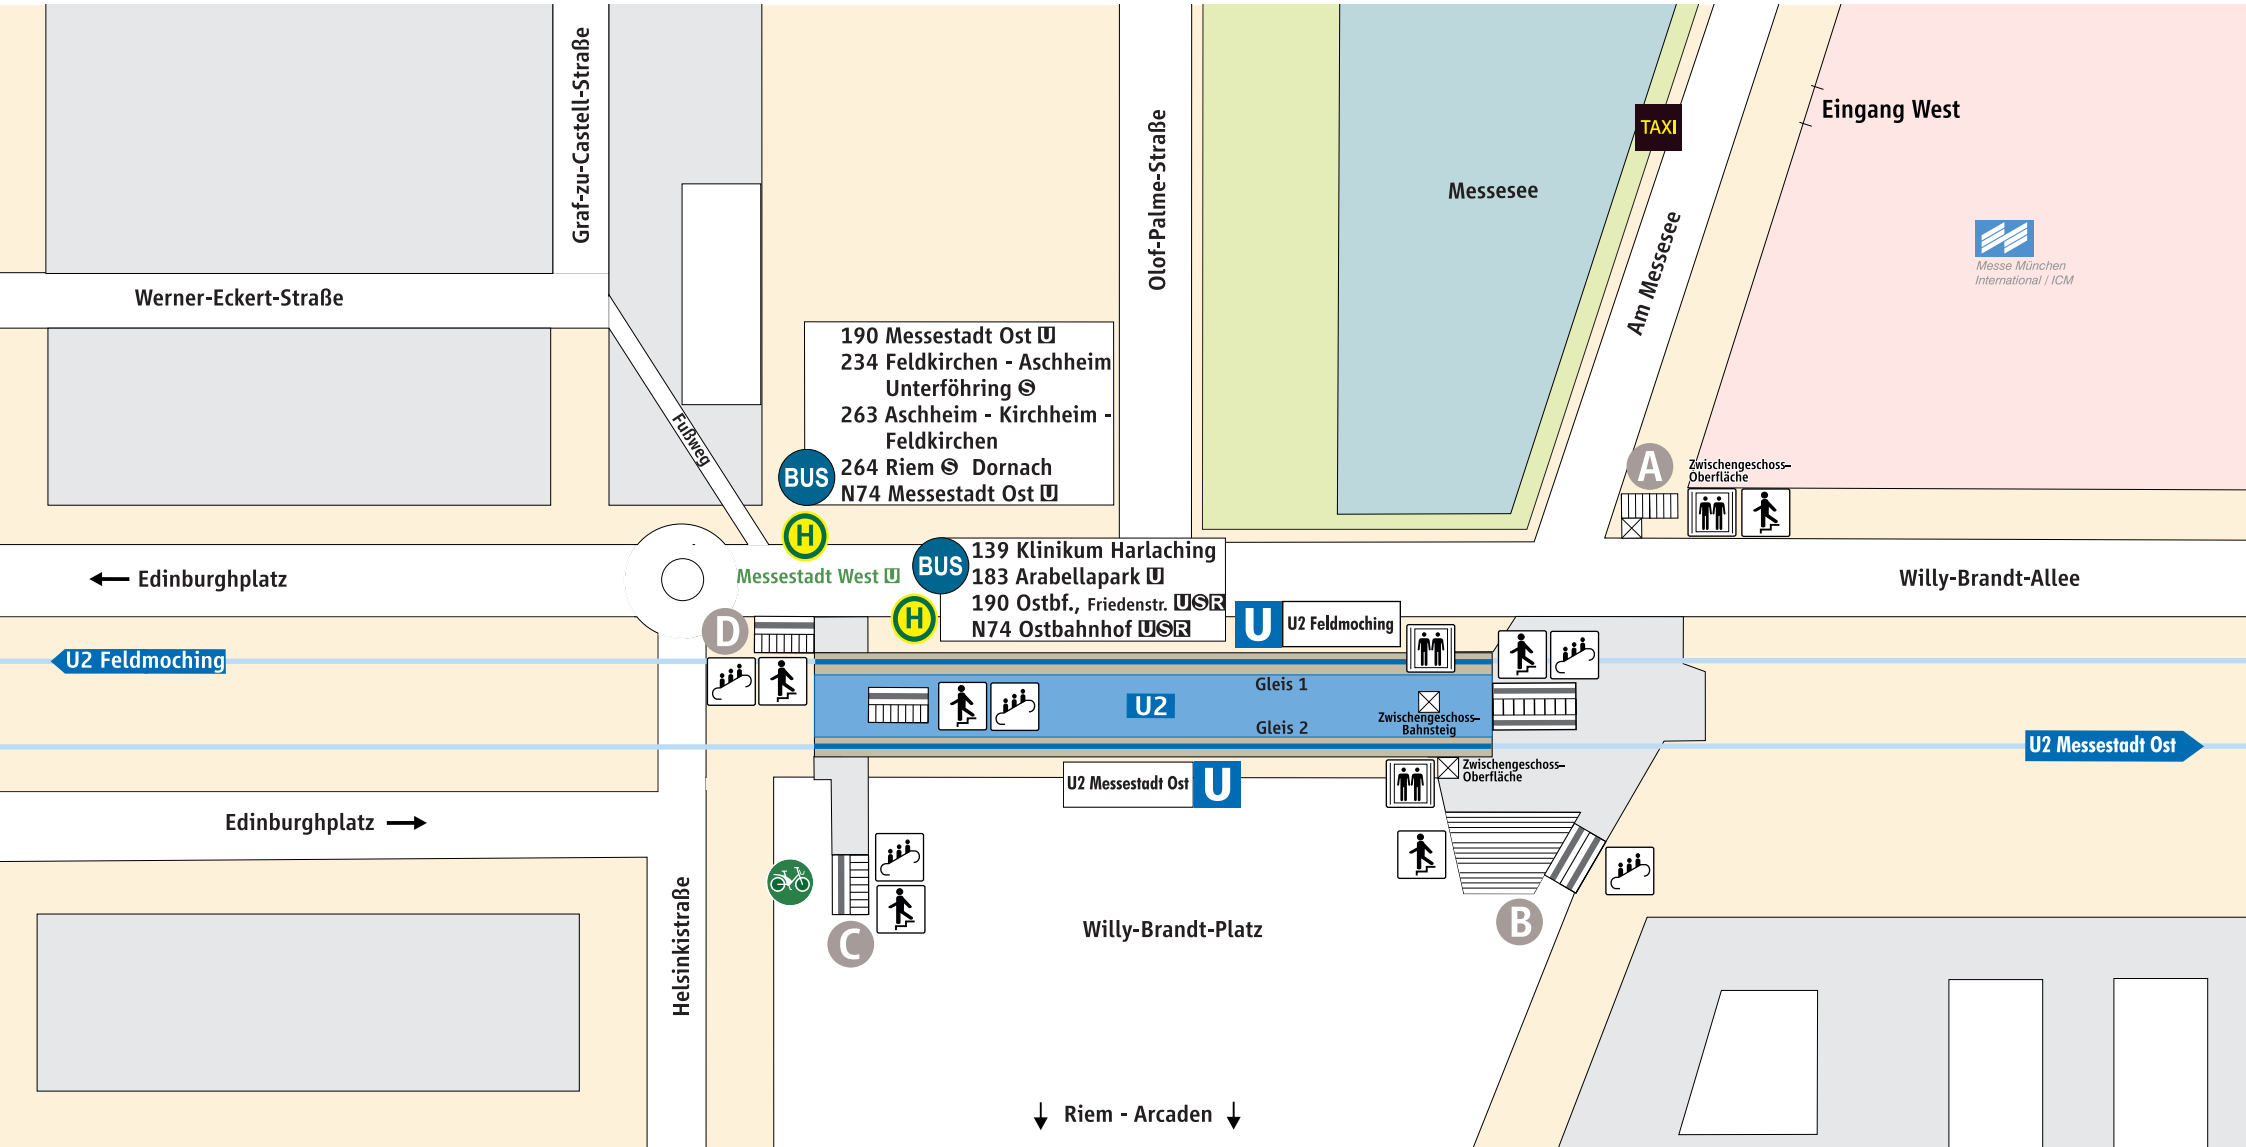 Graf-zu-Castell-Straße
Olof-Palme-Straße
TAXI
Eingang West
Messesee
Am Messesee
Messe München
International / ICM
Werner-Eckert-Straße
Fußweg
190 Messestadt Ost U
234 Feldkirchen - Aschheim
Unterföhring S
263 Aschheim - Kirchheim -
Feldkirchen
264 Riem S Dornach
N74 Messestadt Ost U
BUS
H
A
Zwischengeschoss-
Oberfläche
Edinburghplatz
Messestadt West U
BUS
H
139 Klinikum Harlaching
183 Arabellapark U
190 Ostbf., Friedenstr. USR
N74 Ostbahnhof USR
Willy-Brandt-Allee
U
U2 Feldmoching
D
U2 Feldmoching
Gleis 1
U2
Gleis 2
Zwischengeschoss-
Bahnsteig
U2 Messestadt Ost
U2 Messestadt Ost
U
Zwischengeschoss-
Oberfläche
Edinburghplatz
Helsinkistraße
C
Willy-Brandt-Platz
B
Riem - Arcaden